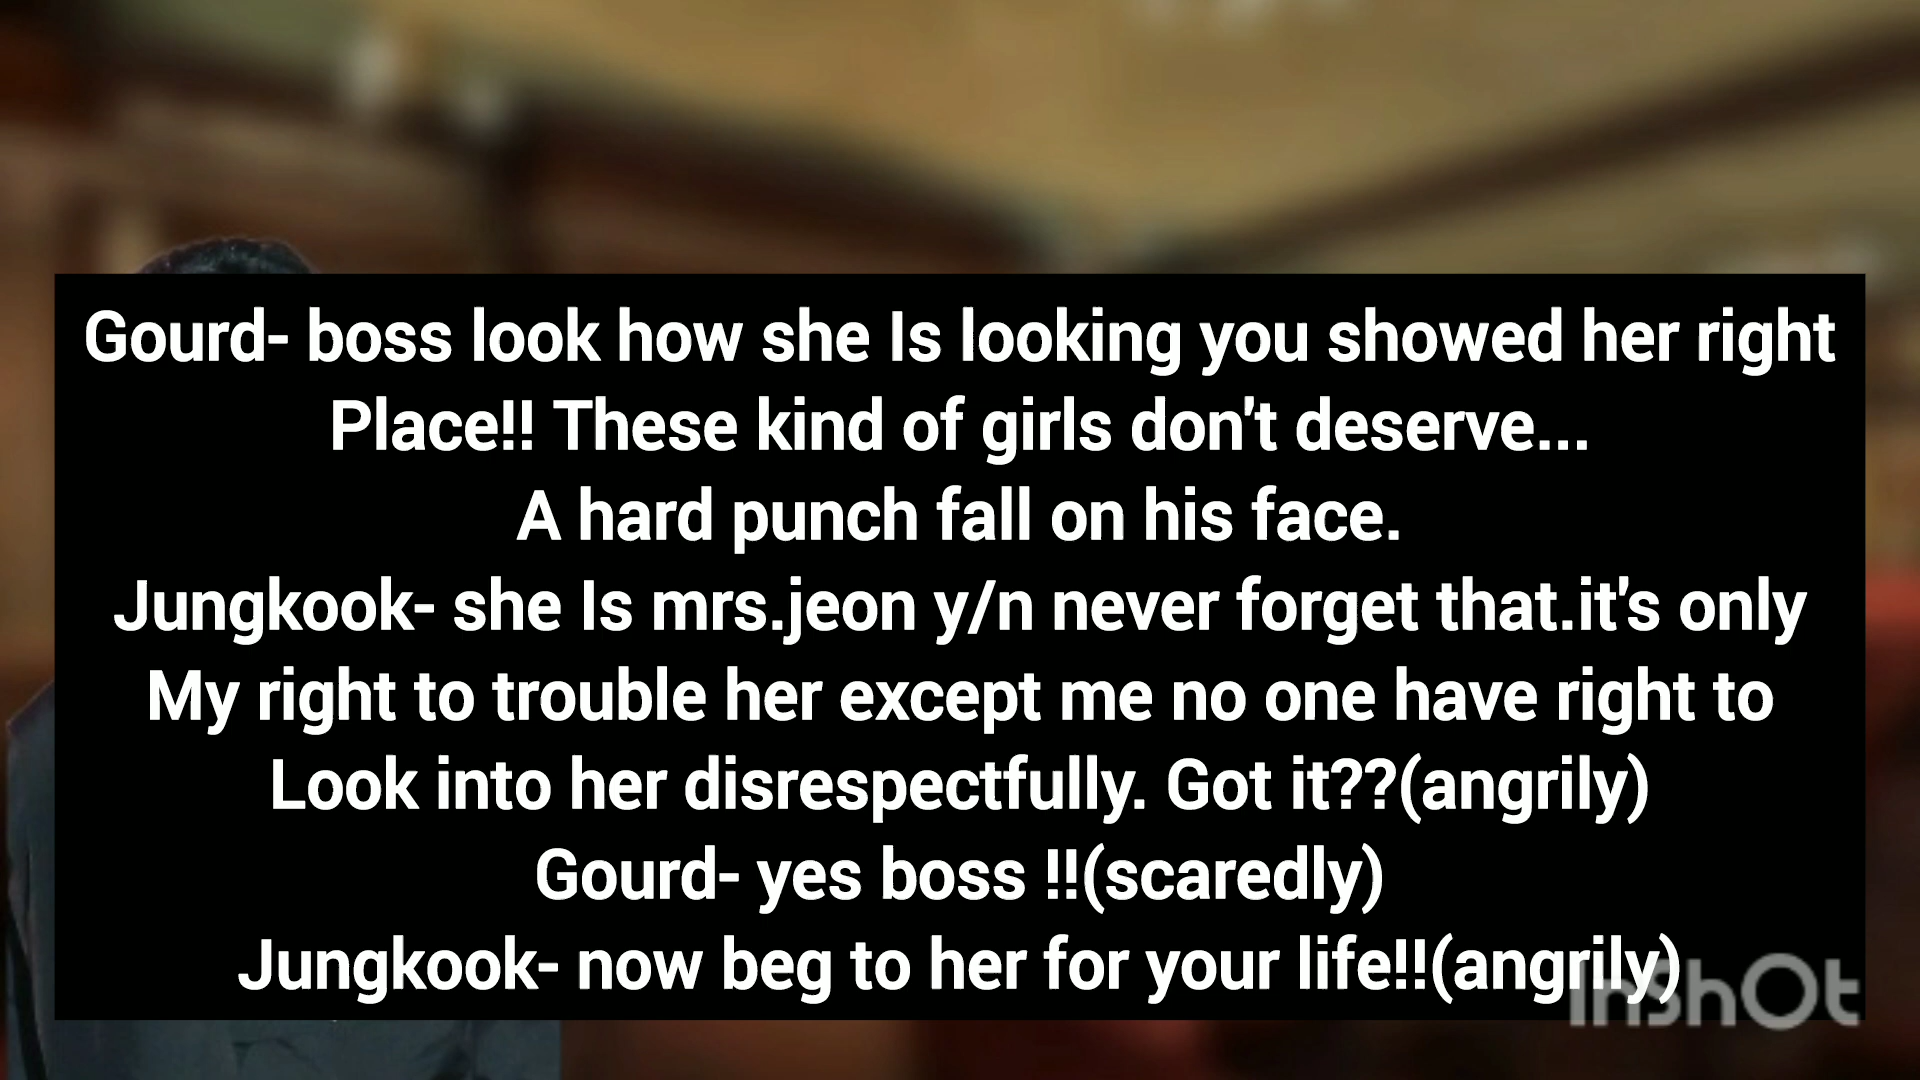 Gourd- boss look how she Is looking you showed her right
Place!! These kind of girls don't deserve...
A hard punch fall on his face.
Jungkook- she Is mrs.jeon y/n never forget that.it's only
My right to trouble her except me no one have right to
Look into her disrespectfully. Got it??(angrily)
Gourd- yes boss !!(scaredly)
Jungkook- now beg to her for your life!!(angrily)
InShOt